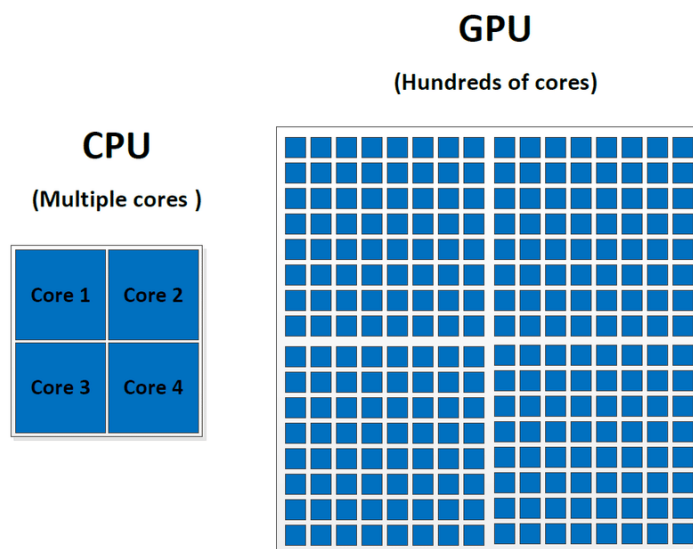 GPU
(Hundreds of cores)
CPU
(Multiple cores )
Core 1 Core 2
Core 3 Core 4